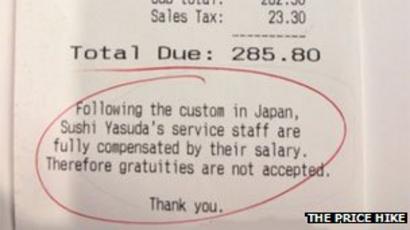 Sales Tax: 23.30
Total Due: 285.80
Following the custom in Japan,
Sushi Yasuda's service staff are
fully compensated by their salary.
Therefore gratuities are not accepted.
Thank you.
THE PRICE HIKE